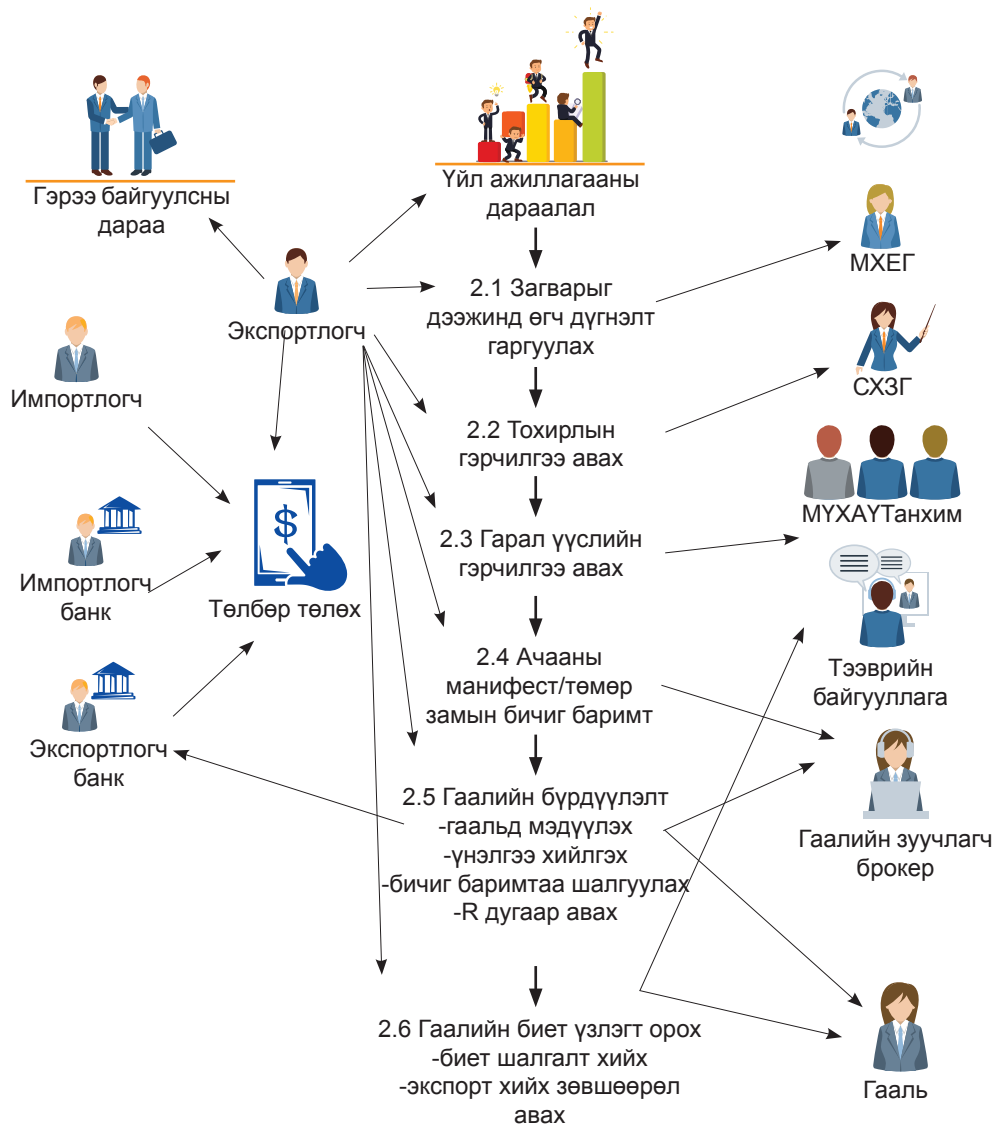 Гэрээ байгуулсны
дараа
Үйл ажиллагааны
дараалал
Экспортлогч
Импортлогч
Импортлогч
банк
Экспортлогч
банк
$
Төлбөр төлөх
2.1 Загварыг
дээжинд өгч дүгнэлт
гаргуулах
2.2 Тохирлын
гэрчилгээ авах
2.3 Гарал үүслийн
гэрчилгээ авах
2.4 Ачааны
манифест/төмөр
замын бичиг баримт
2.5 Гаалийн бүрдүүлэлт
-гаальд мэдүүлэх
-үнэлгээ хийлгэх
-бичиг баримтаа шалгуулах
-R дугаар авах
2.6 Гаалийн биет үзлэгт орох
-биет шалгалт хийх
-экспорт хийх зөвшөөрөл
авах
МХЕГ
СХЗГ
МҮХАҮТанхим
Тээврийн
байгууллага
Гаалийн зуучлагч
брокер
Гааль